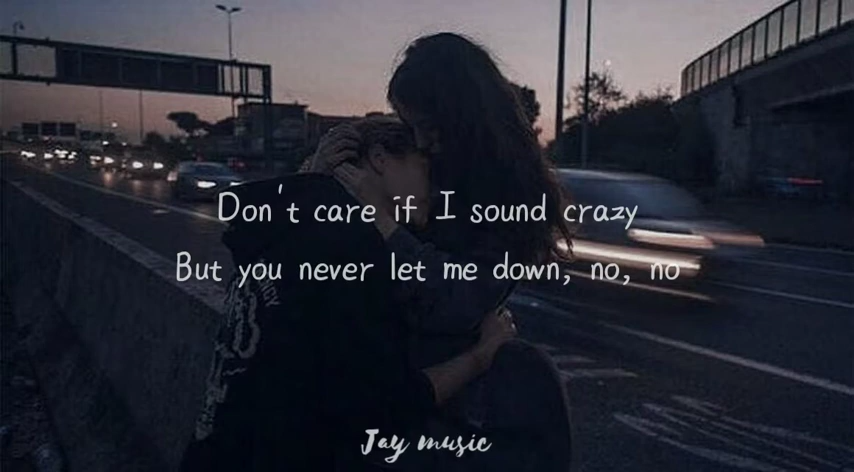 Don't care if I sound crazy
But you never let me down, no, no
Jay music